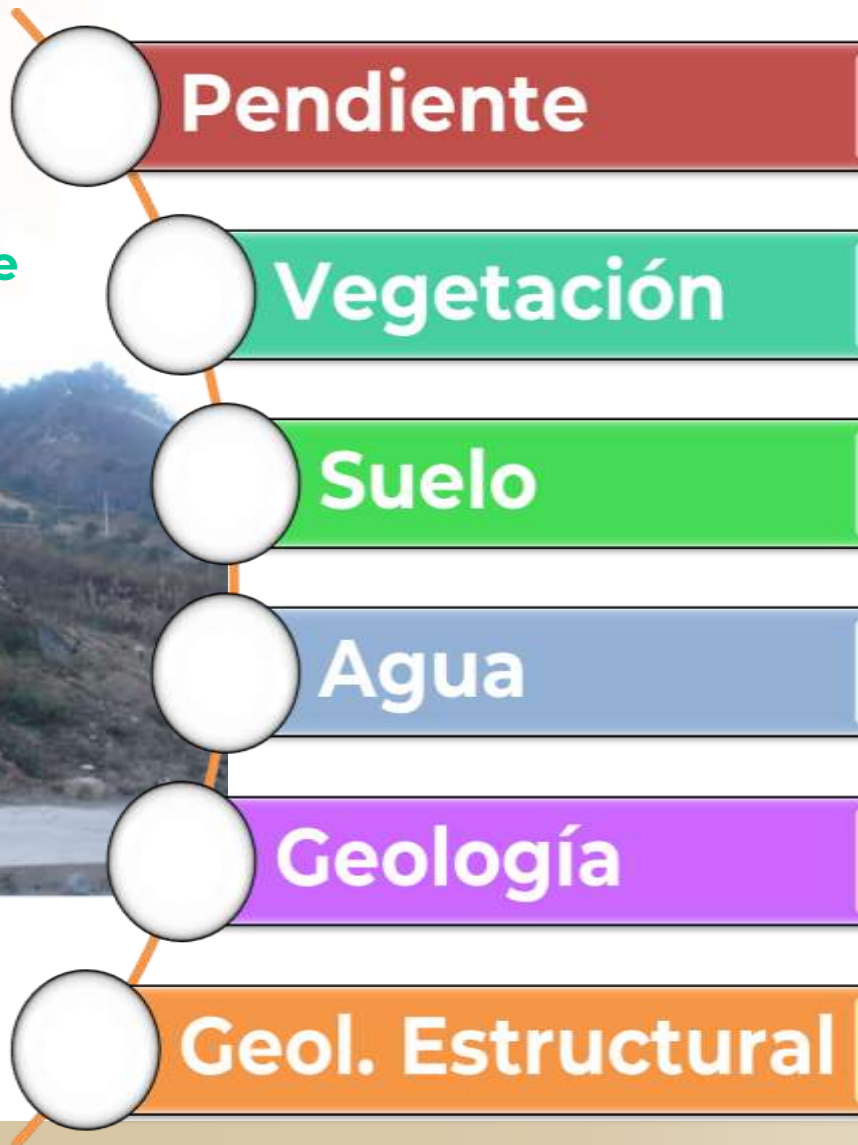 Pendiente
Vegetación
Suelo
Agua
Geología
Geol. Estructural